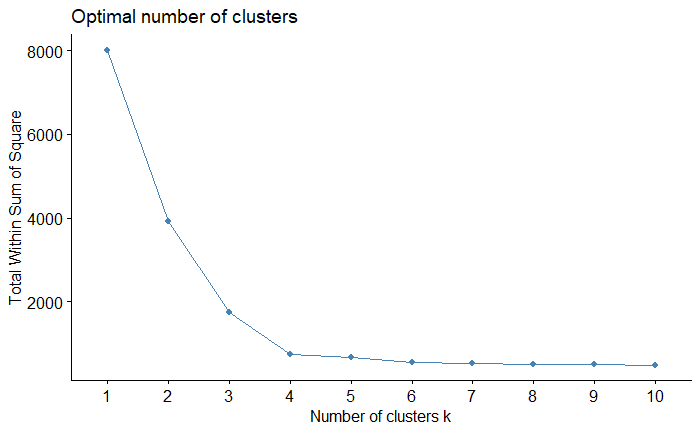 Optimal number of clusters
Total Within Sum of Square
8000
6000
4000
2000
1 2 3 4 5 6 7 8 9 10
Number of clusters k